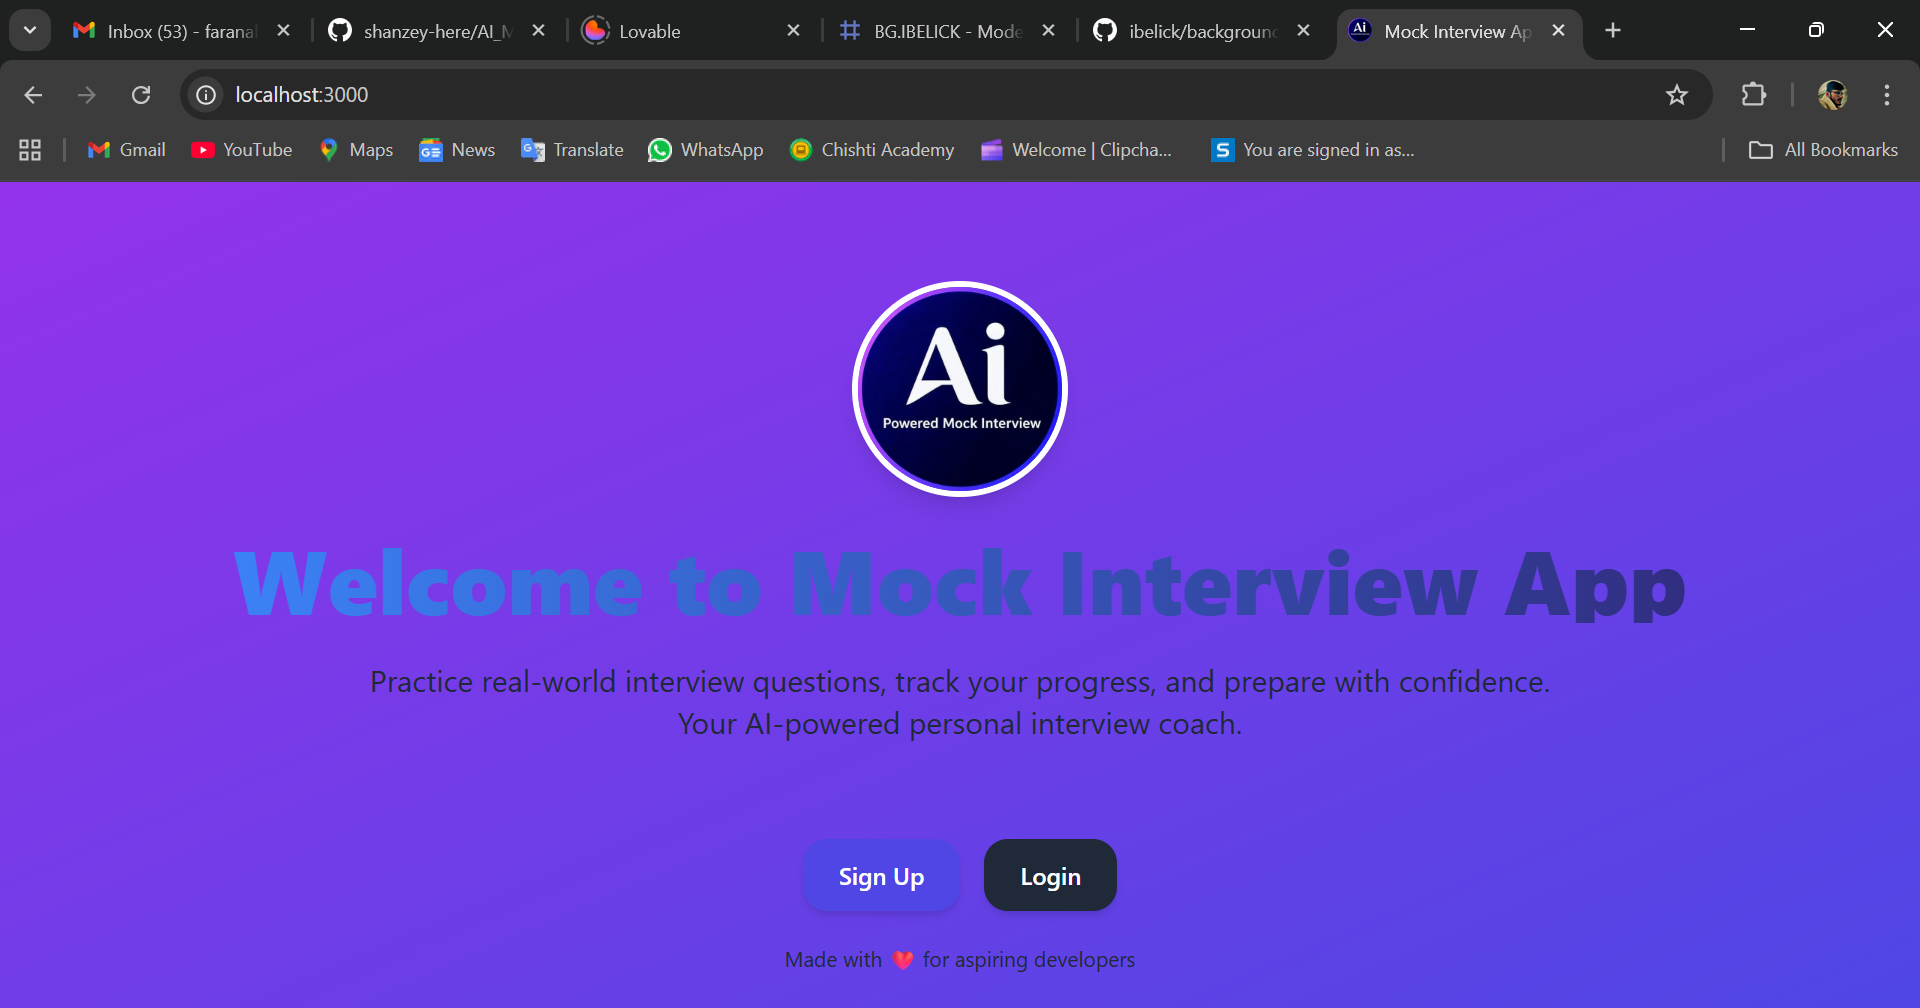 Inbox (53) - farana
shanzey-here/AI_M
Lovable
BG.IBELICK - Mode
ibelick/background
Mock Interview Ap
localhost:3000
Gmail
YouTube
Maps
News
Translate
WhatsApp
Chishti Academy
Welcome | Clipcha...
S
You are signed in as...
All Bookmarks
Ai
Powered Mock Interview
Welcome to Mock Interview App
Practice real-world interview questions, track your progress, and prepare with confidence.
Your AI-powered personal interview coach.
Sign Up
Login
Made with ❤️ for aspiring developers